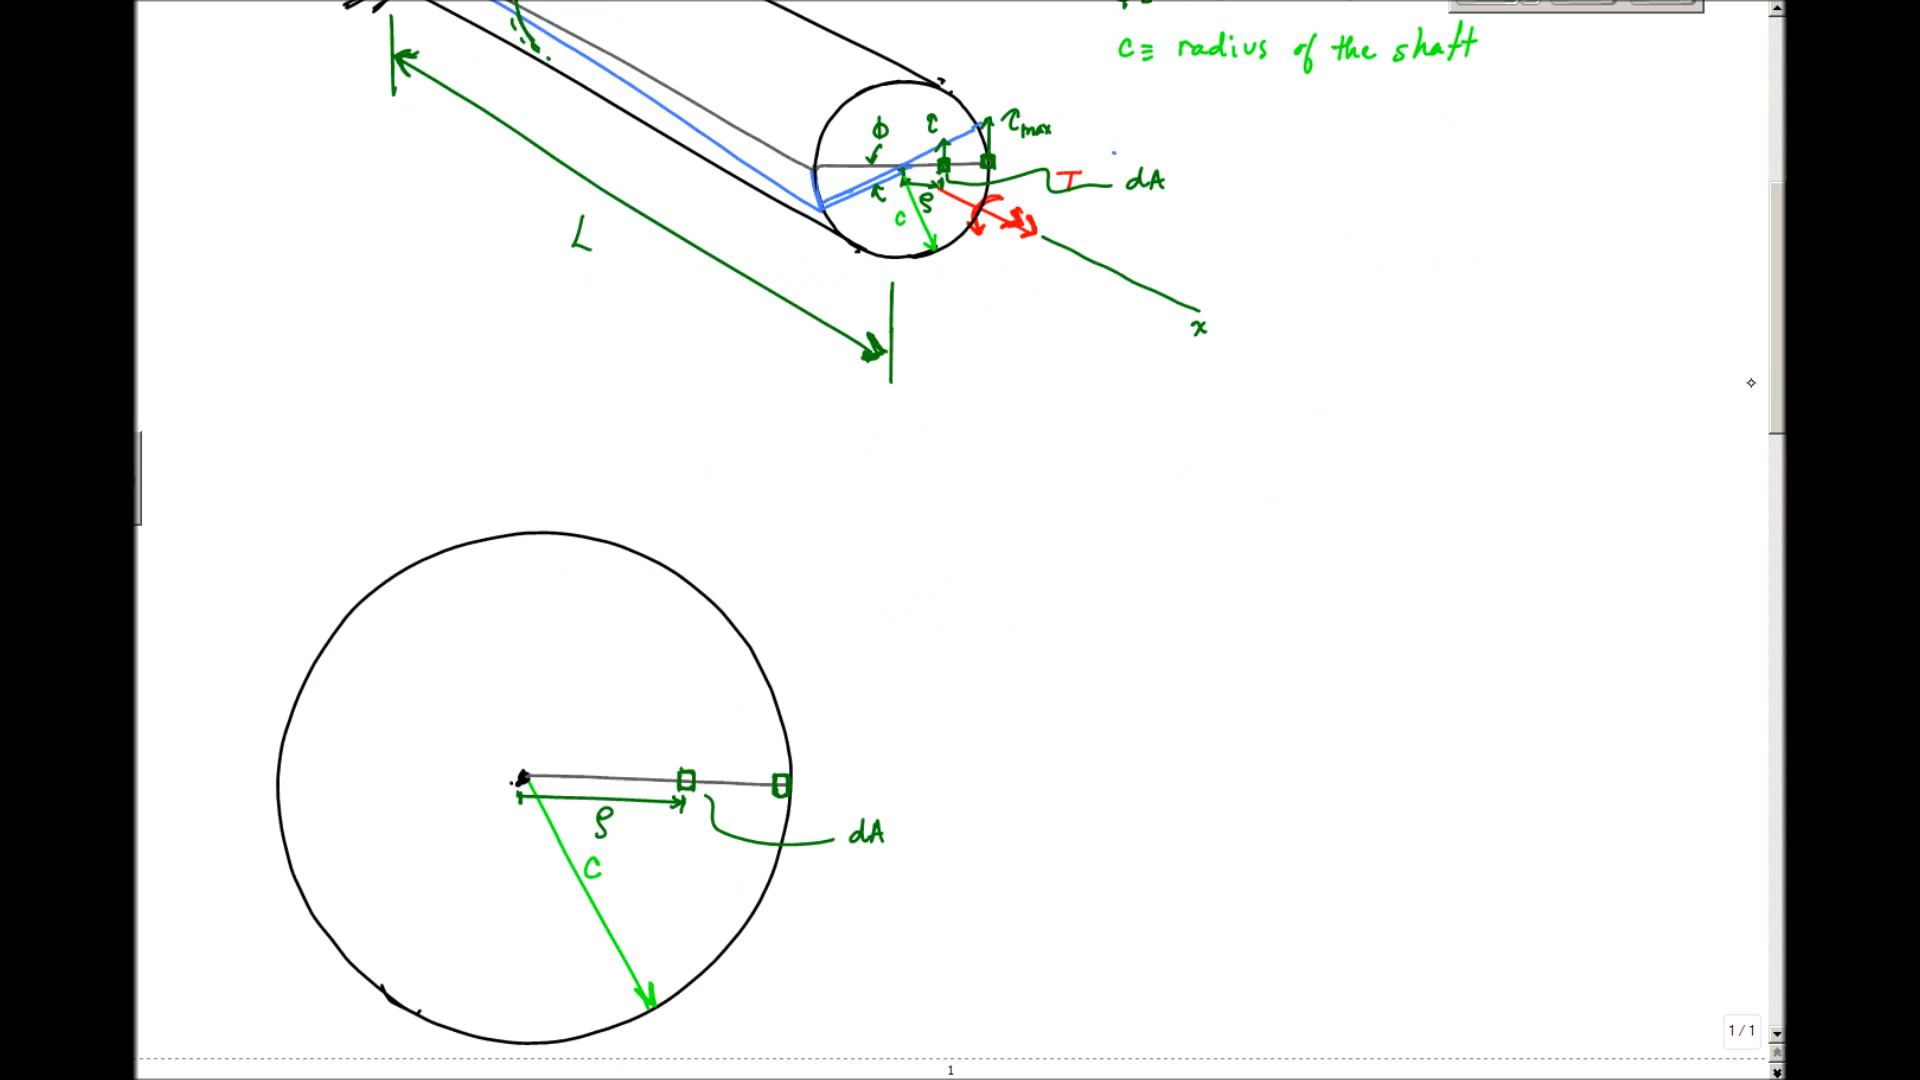 c ≡ radius of the shaft
ϕ
τ
τmax
T
dA
ρ
c
L
x
ρ
dA
C
1/1
1